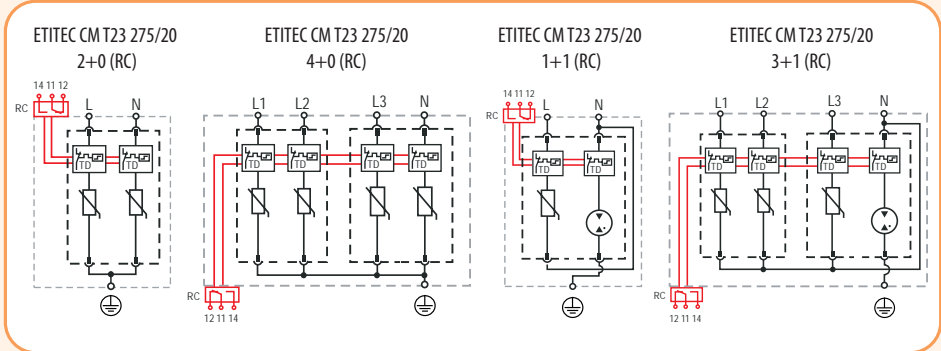 ETITEC CM T23 275/20
2+0 (RC)
14 11 12
RC
L N
TD TD
ETITEC CM T23 275/20
4+0 (RC)
L1 L2 L3 N
TD TD TD TD
RC
12 11 14
ETITEC CM T23 275/20
1+1 (RC)
14 11 12
RC
L N
TD TD
ETITEC CM T23 275/20
3+1 (RC)
L1 L2 L3 N
TD TD TD TD
RC
12 11 14